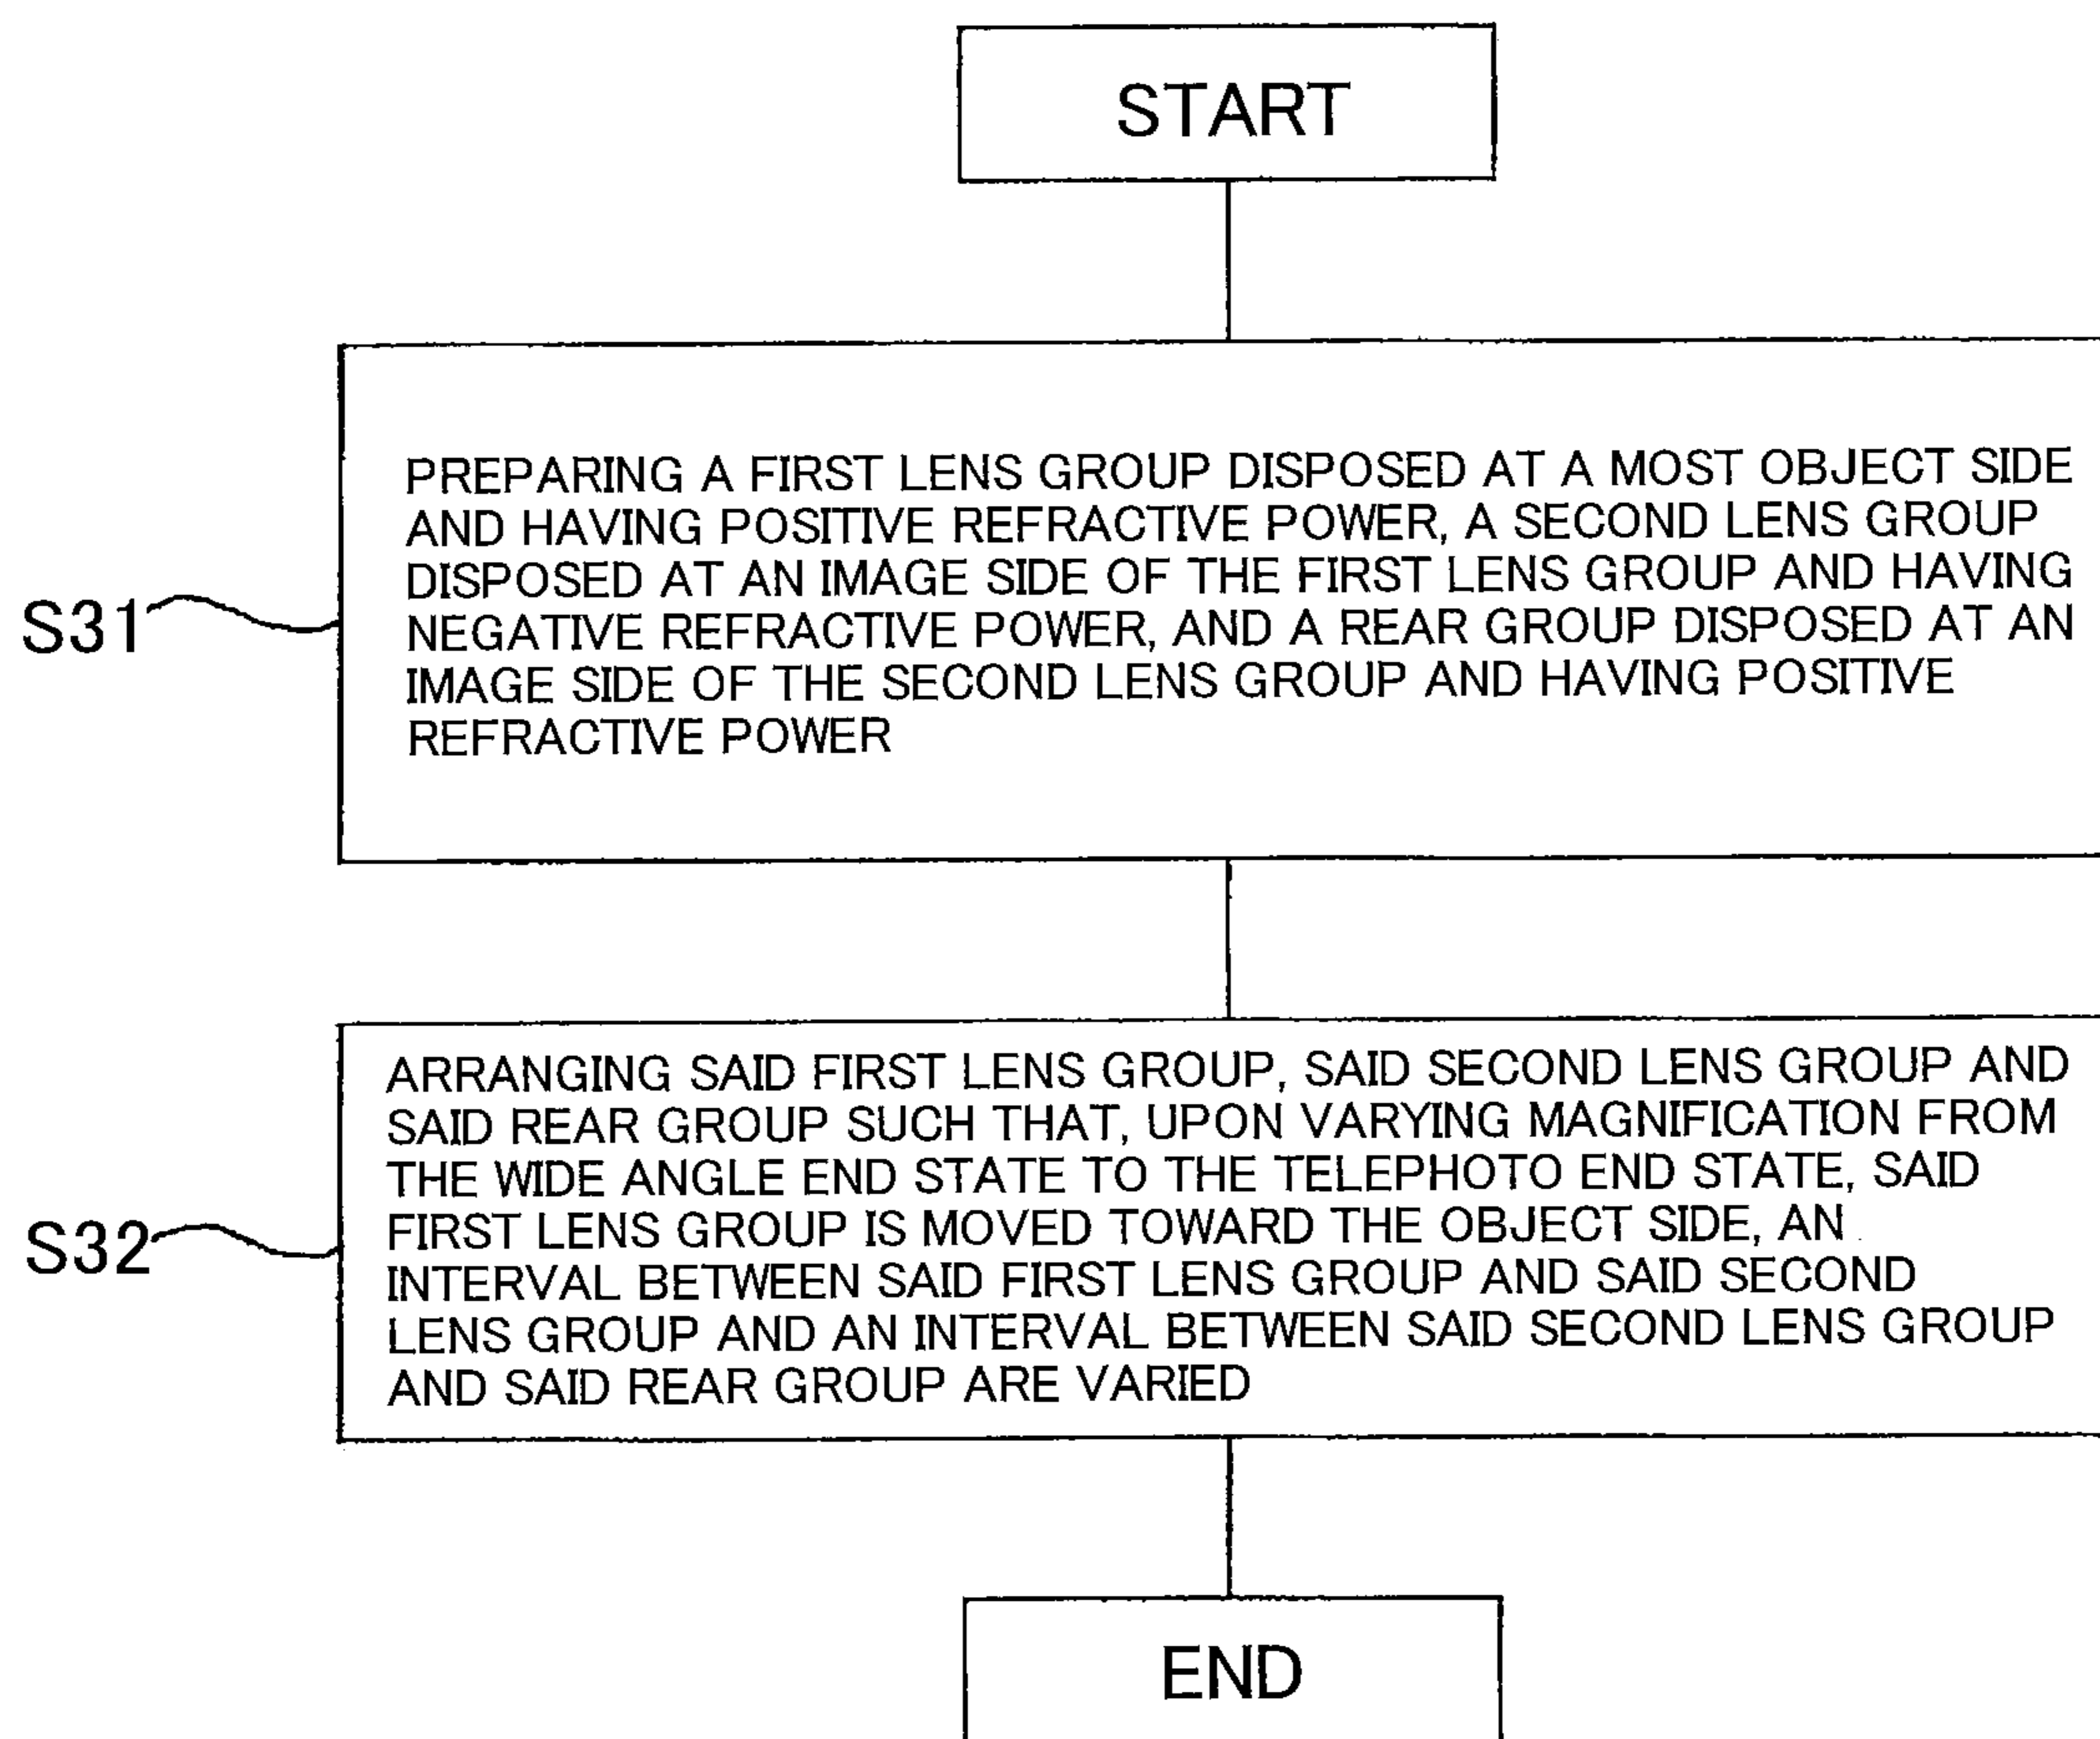 START
S31
PREPARING A FIRST LENS GROUP DISPOSED AT A MOST OBJECT SIDE
AND HAVING POSITIVE REFRACTIVE POWER, A SECOND LENS GROUP
DISPOSED AT AN IMAGE SIDE OF THE FIRST LENS GROUP AND HAVING
NEGATIVE REFRACTIVE POWER, AND A REAR GROUP DISPOSED AT AN
IMAGE SIDE OF THE SECOND LENS GROUP AND HAVING POSITIVE
REFRACTIVE POWER
S32
ARRANGING SAID FIRST LENS GROUP, SAID SECOND LENS GROUP AND
SAID REAR GROUP SUCH THAT, UPON VARYING MAGNIFICATION FROM
THE WIDE ANGLE END STATE TO THE TELEPHOTO END STATE, SAID
FIRST LENS GROUP IS MOVED TOWARD THE OBJECT SIDE, AN
INTERVAL BETWEEN SAID FIRST LENS GROUP AND SAID SECOND
LENS GROUP AND AN INTERVAL BETWEEN SAID SECOND LENS GROUP
AND SAID REAR GROUP ARE VARIED
END